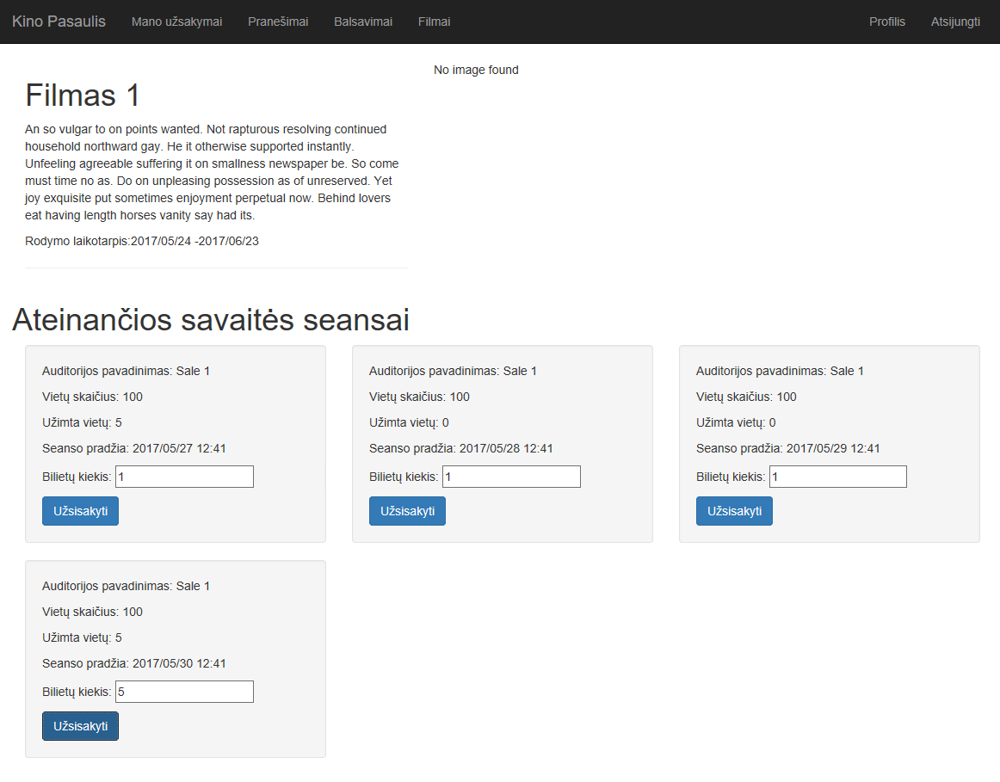 Kino Pasaulis Mano užsakymai Pranešimai Balsavimai Filmai Profilis Atsijungti
No image found
Filmas 1
An so vulgar to on points wanted. Not rapturous resolving continued
household northward gay. He it otherwise supported instantly.
Unfeeling agreeable suffering it on smallness newspaper be. So come
must time no as. Do on unpleasing possession as of unreserved. Yet
joy exquisite put sometimes enjoyment perpetual now. Behind lovers
eat having length horses vanity say had its.
Rodymo laikotarpis:2017/05/24 -2017/06/23
Ateinančios savaitės seansai
Auditorijos pavadinimas: Sale 1
Vietų skaičius: 100
Užimta vietų: 5
Seanso pradžia: 2017/05/27 12:41
Bilietų kiekis: 1
Užsisakyti
Auditorijos pavadinimas: Sale 1
Vietų skaičius: 100
Užimta vietų: 0
Seanso pradžia: 2017/05/28 12:41
Bilietų kiekis: 1
Užsisakyti
Auditorijos pavadinimas: Sale 1
Vietų skaičius: 100
Užimta vietų: 0
Seanso pradžia: 2017/05/29 12:41
Bilietų kiekis: 1
Užsisakyti
Auditorijos pavadinimas: Sale 1
Vietų skaičius: 100
Užimta vietų: 5
Seanso pradžia: 2017/05/30 12:41
Bilietų kiekis: 5
Užsisakyti